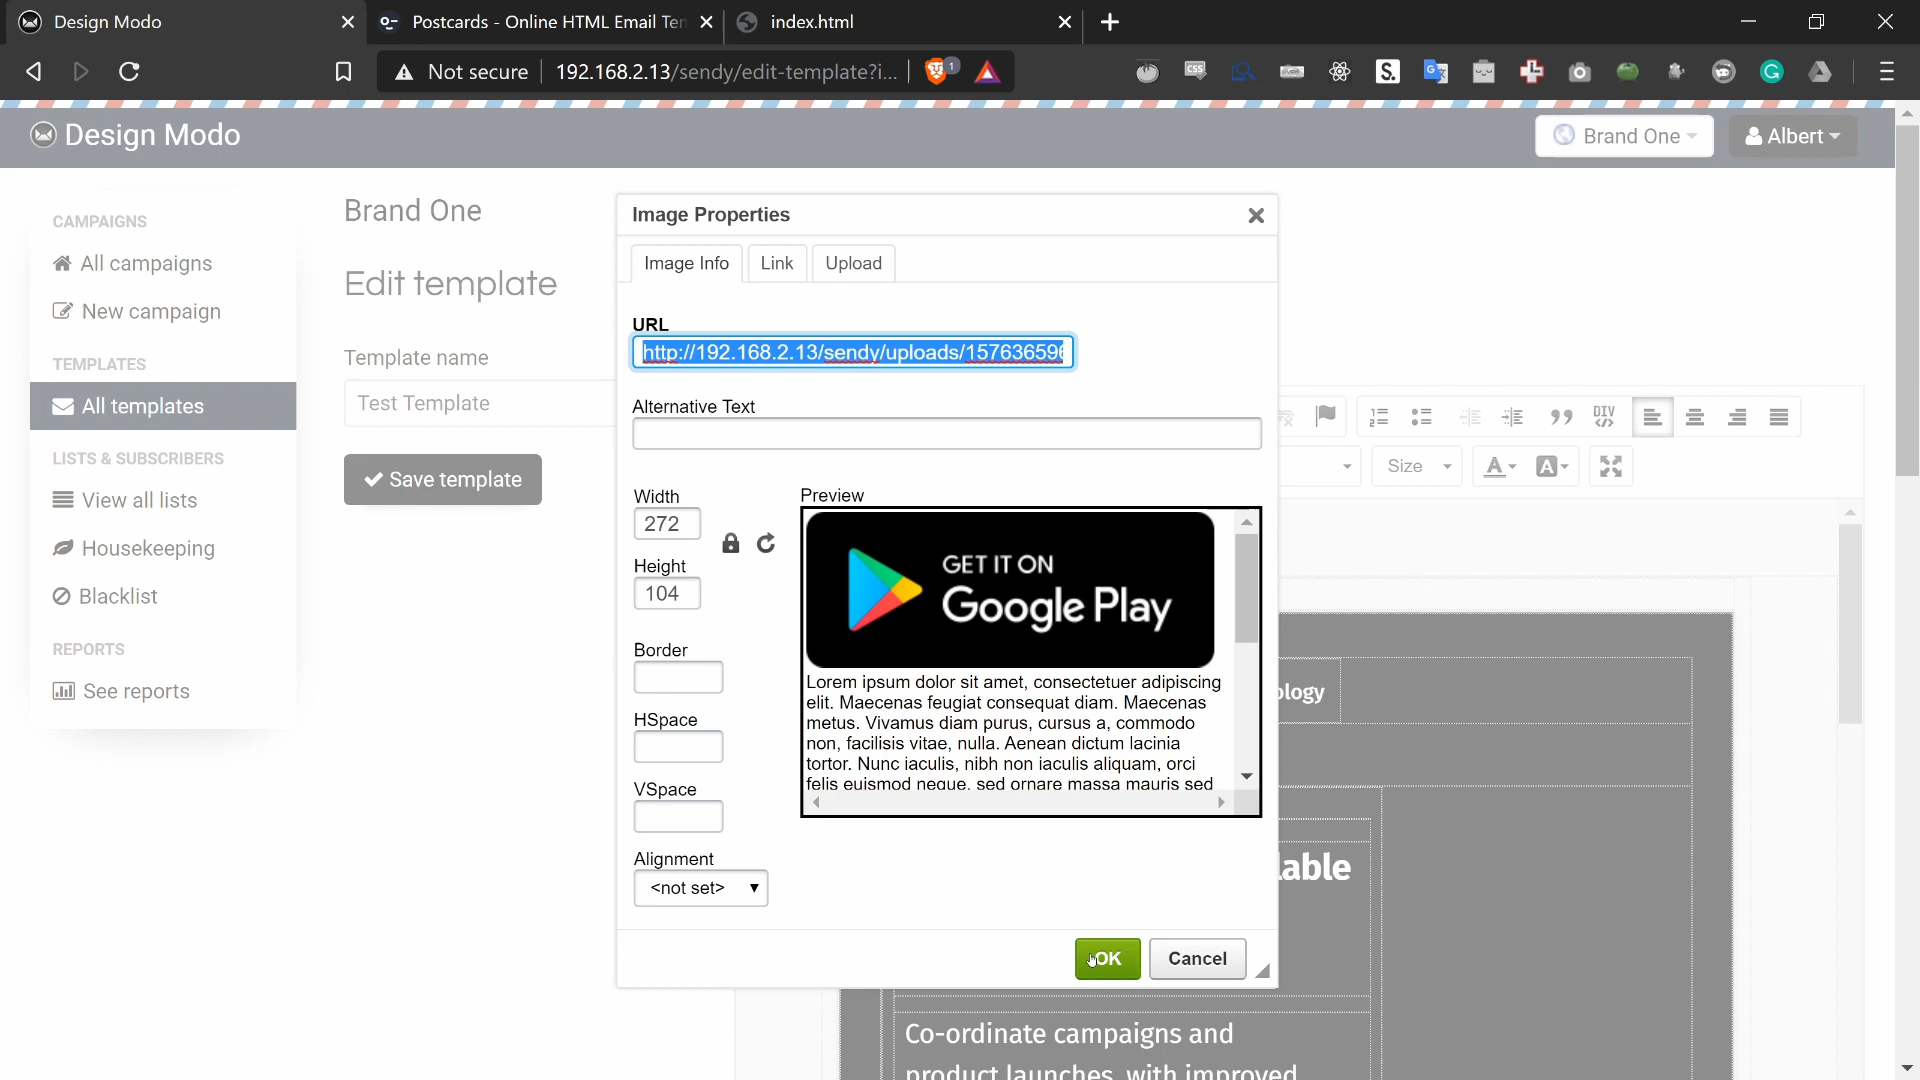 Design Modo
Postcards - Online HTML Email Ten
index.html
Not secure
192.168.2.13/sendy/edit-template?i...
1
CSS
S.
G
Design Modo
Brand One
Albert
CAMPAIGNS
All campaigns
New campaign
TEMPLATES
All templates
LISTS & SUBSCRIBERS
View all lists
Housekeeping
Blacklist
REPORTS
See reports
Brand One
Edit template
Template name
Test Template
Save template
Image Properties
Image Info
Link
Upload
URL
http://192.168.2.13/sendy/uploads/157636596
Alternative Text
Width
272
Height
104
Border
HSpace
VSpace
Alignment
<not set>
Preview
GET IT ON
Google Play
Lorem ipsum dolor sit amet, consectetuer adipiscing
elit. Maecenas feugiat consequat diam. Maecenas
metus. Vivamus diam purus, cursus a, commodo
non, facilisis vitae, nulla. Aenean dictum lacinia
tortor. Nunc iaculis, nibh non iaculis aliquam, orci
felis euismod neque, sed ornare massa mauris sed
OK
Cancel
DIV
Size
A
A
ology
lable
Co-ordinate campaigns and
product launches, with improved